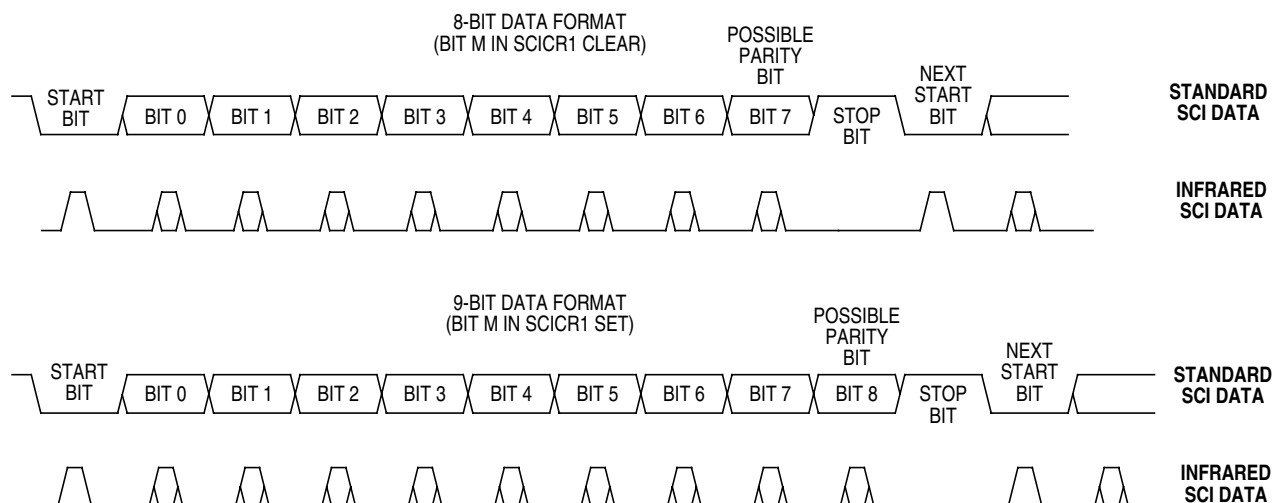 8-BIT DATA FORMAT
(BIT M IN SCICR1 CLEAR)
POSSIBLE
PARITY
BIT
NEXT
START
BIT
START
BIT
BIT 0
BIT 1
BIT 2
BIT 3
BIT 4
BIT 5
BIT 6
BIT 7
STOP
BIT
STANDARD
SCI DATA
INFRARED
SCI DATA
9-BIT DATA FORMAT
(BIT M IN SCICR1 SET)
POSSIBLE
PARITY
BIT
NEXT
START
BIT
START
BIT
BIT 0
BIT 1
BIT 2
BIT 3
BIT 4
BIT 5
BIT 6
BIT 7
BIT 8
STOP
BIT
STANDARD
SCI DATA
INFRARED
SCI DATA